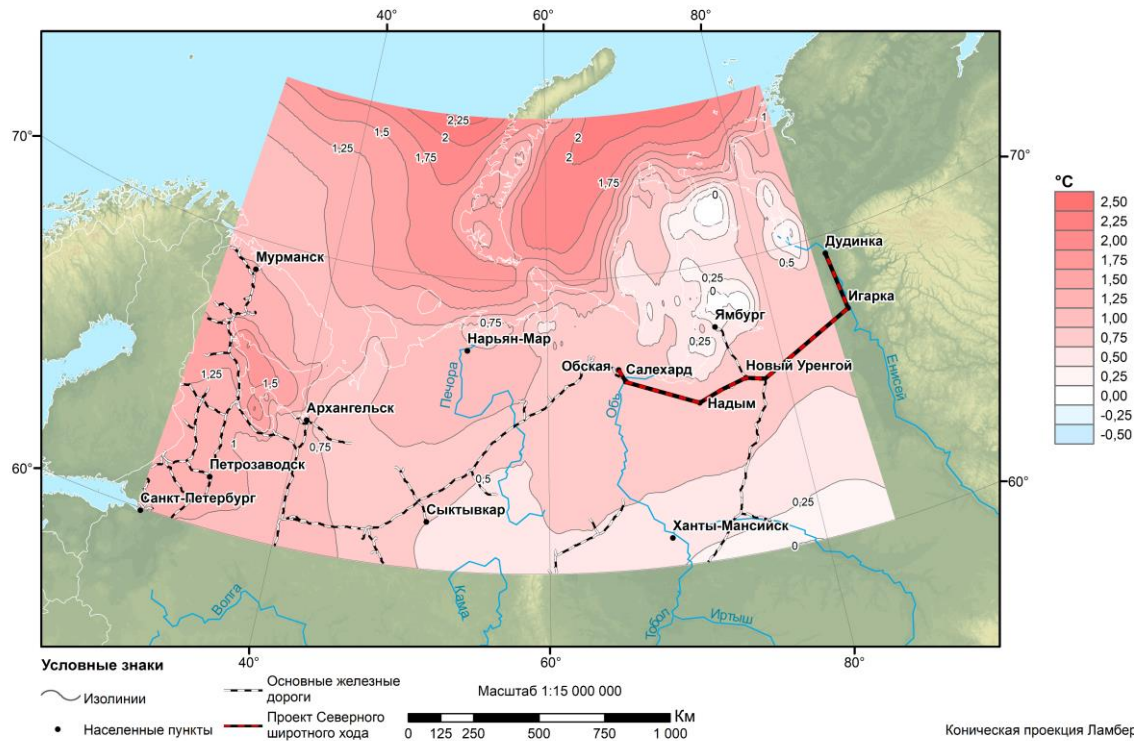 40° 60° 80°
70°
70°
60°
60°
2,25
2
1,5
1,25
1,75
2
2
1,75
1
0
0,5
0,25
0
0,25
0,75
1,25
1,5
1
0,75
0,5
0,25
0
Мурманск
Дудинка
Игарка
Ямбург
Нарьян-Мар
Обская
Салехард
Новый Уренгой
Надым
Печора
Обь
Енисей
Архангельск
Петрозаводск
Санкт-Петербург
Сыктывкар
Ханты-Мансийск
Волга
Кама
Тобол
Иртыш
°C
2,50
2,25
2,00
1,75
1,50
1,25
1,00
0,75
0,50
0,25
0,00
-0,25
-0,50
40° 60° 80°
Условные знаки
Изолинии
Населенные пункты
Основные железные
дороги
Проект Северного
широтного хода
Масштаб 1:15 000 000
Км
0 125 250 500 750 1 000
Коническая проекция Ламбер